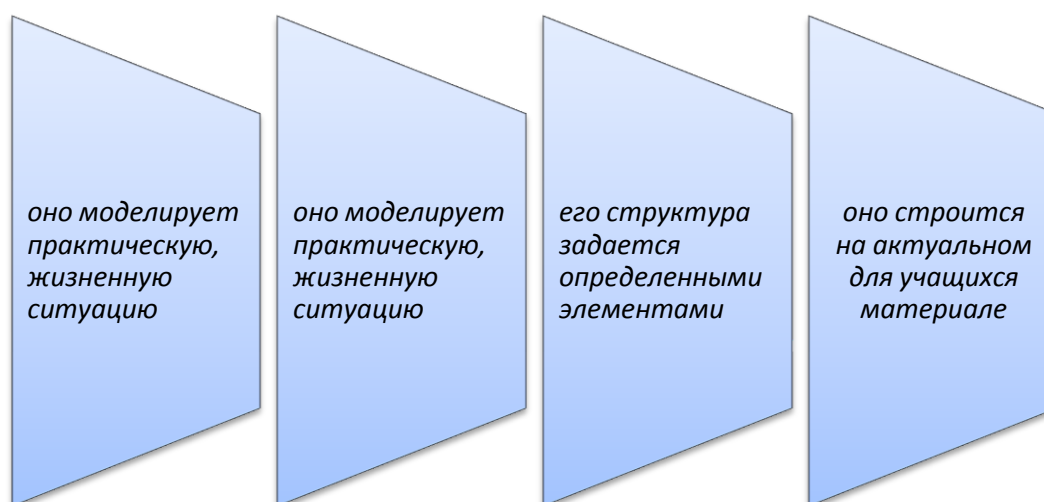 оно моделирует
практическую,
жизненную
ситуацию
оно моделирует
практическую,
жизненную
ситуацию
его структура
задается
определенными
элементами
оно строится
на актуальном
для учащихся
материале